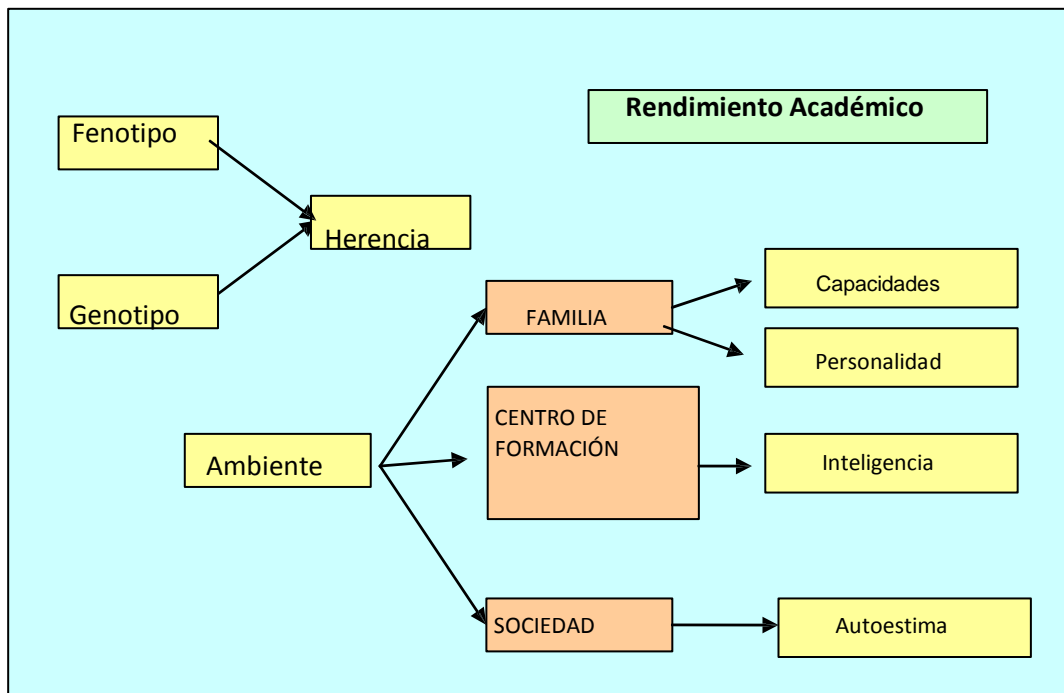 Rendimiento Académico
Fenotipo
Herencia
Genotipo
Capacidades
FAMILIA
Personalidad
CENTRO DE
FORMACIÓN
Ambiente
Inteligencia
SOCIEDAD
Autoestima